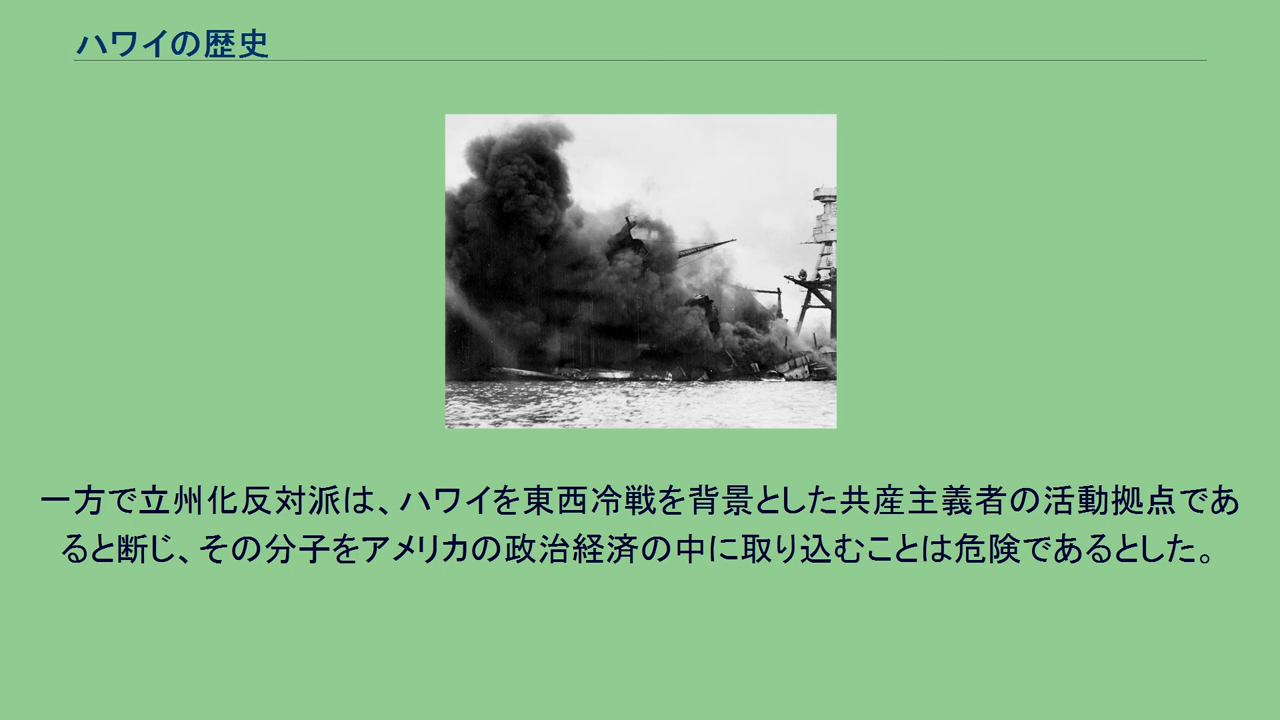 ハワイの歴史
一方で立州化反対派は、ハワイを東西冷戦を背景とした共産主義者の活動拠点であ
ると断じ、その分子をアメリカの政治経済の中に取り込むことは危険であるとした。